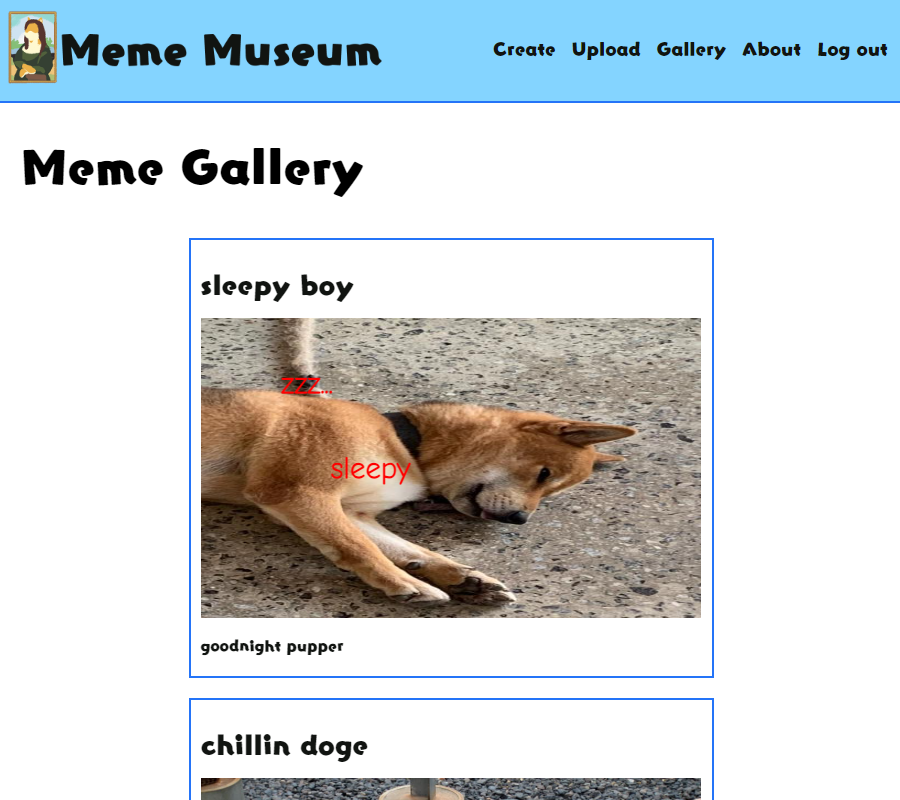 Meme Museum
Create Upload Gallery About Log out
Meme Gallery
sleepy boy
ZZZ...
sleepy
goodnight pupper
chillin doge